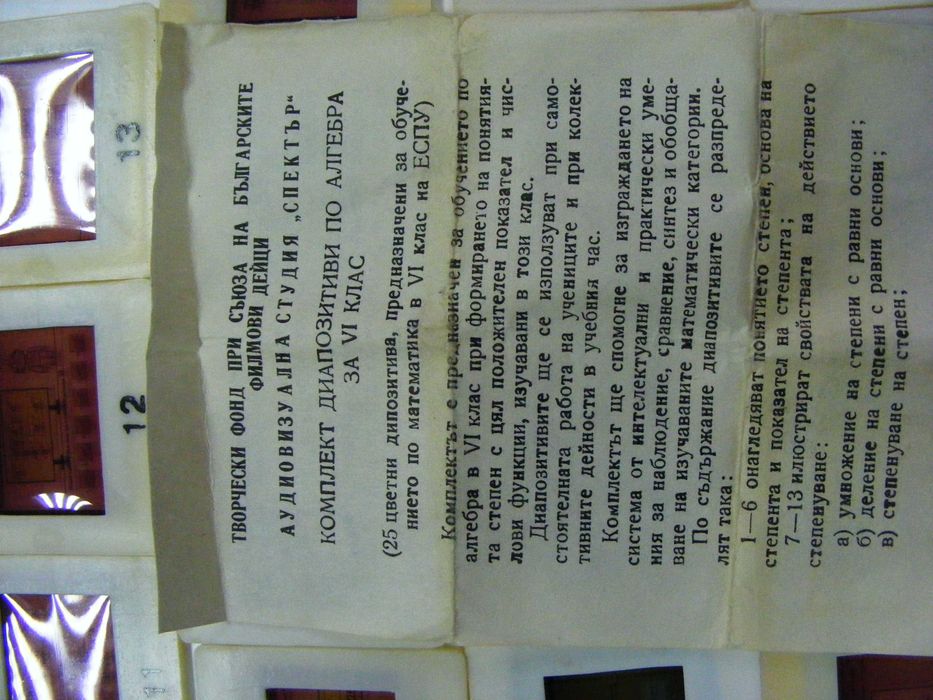 ТВОРЧЕСКИ ФОНД ПРИ СЪЮЗА НА БЪЛГАРСКИТЕ
ФИЛМОВИ ДЕЙЦИ
АУДИОВИЗУАЛНА СТУДИЯ „СПЕКТЪР“
КОМПЛЕКТ ДИАПОЗИТИВИ ПО АЛГЕБРА
ЗА VI КЛАС
(25 цветни дипозитива, предназначени за обуче-
нието по математика в VI клас на ЕСПУ)
Комплектът е предназначен за обучението по
алгебра в VI клас при формирането на понятия-
та степен с цял положителен показател и чис-
лови функции, изучавани в този клас.
Диапозитивите ще се използуват при само-
стоятелната работа на учениците и при колек-
тивните дейности в учебния час.
Комплектът ще спомогне за изграждането на
система от интелектуални и практически уме-
ния за наблюдение, сравнение, синтез и обобща-
ване на изучаваните математически категории.
По съдържание диапозитивите се разпреде-
лят така:
1—6 онагледяват понятието степен, основа на
степента и показател на степента;
7—13 илюстрират свойствата на действието
степенуване:
а) умножение на степени с равни основи;
б) деление на степени с равни основи;
в) степенуване на степен;
13
12
11